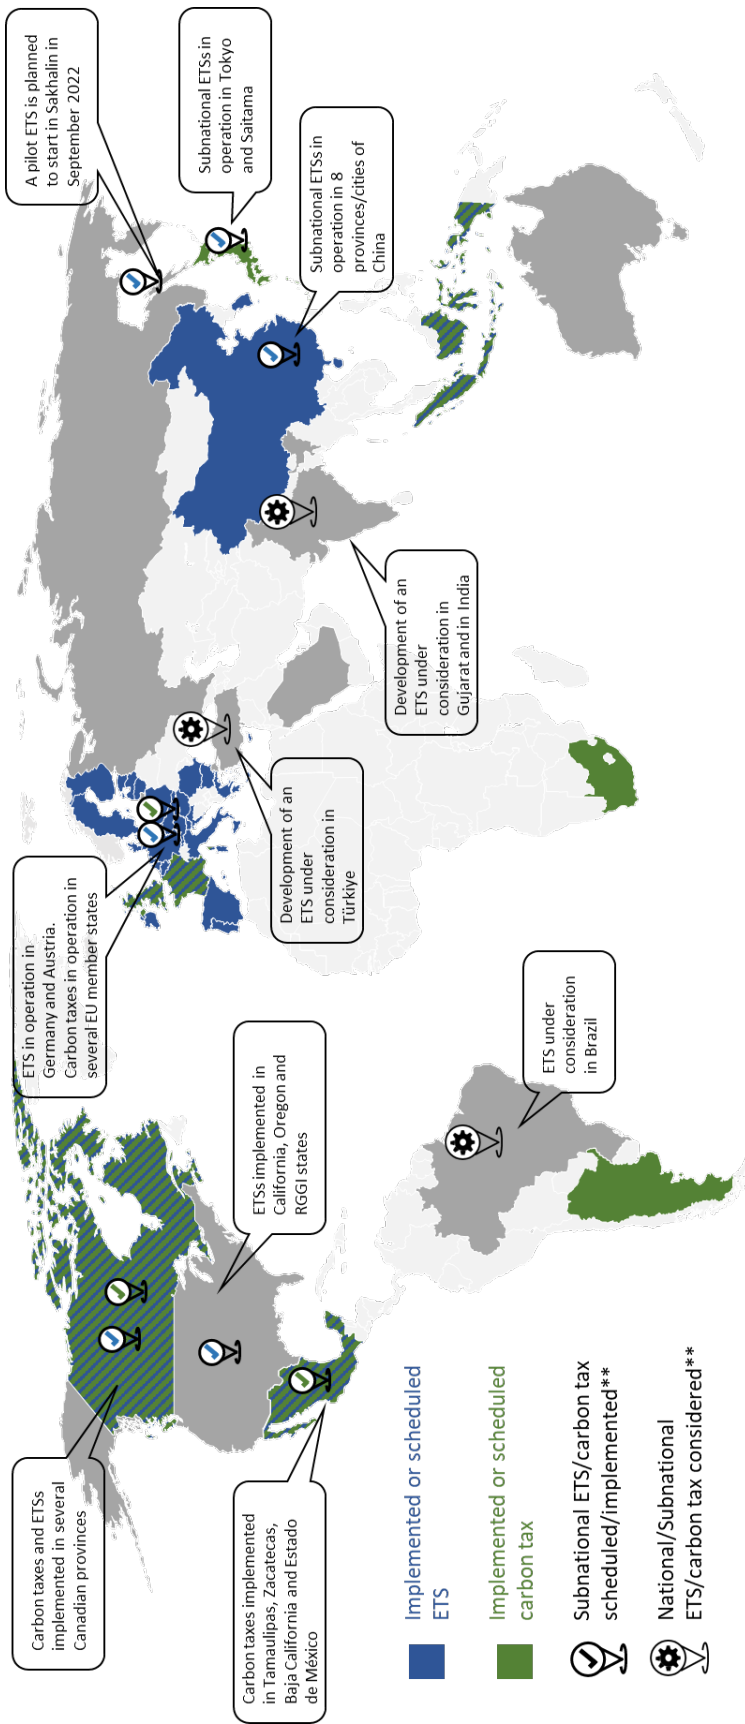 Carbon taxes and ETSs
implemented in several
Canadian provinces
ETS in operation in
Germany and Austria.
Carbon taxes in operation in
several EU member states
A pilot ETS is planned
to start in Sakhalin in
September 2022
Subnational ETSs in
operation in Tokyo
and Saitama
Subnational ETSs in
operation in 8
provinces/cities of
China
ETSs implemented in
California, Oregon and
RGGI states
Development of an
ETS under
consideration in
Türkiye
Development of an
ETS under
consideration in
Gujarat and in India
Carbon taxes implemented
in Tamaulipas, Zacatecas,
Baja California and Estado
de México
ETS under
consideration
in Brazil
Implemented or scheduled
ETS
Implemented or scheduled
carbon tax
Subnational ETS/carbon tax
scheduled/implemented**
National/Subnational
ETS/carbon tax considered**